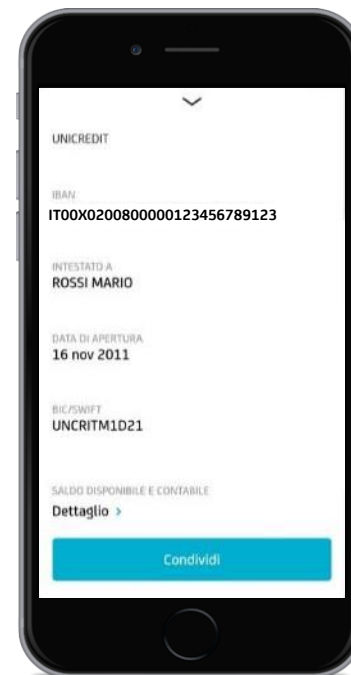 UNICREDIT
IBAN
IT00X0200800000123456789123
INTESTATO A
ROSSI MARIO
DATA DI APERTURA
16 nov 2011
BIC/SWIFT
UNCRITM1D21
SALDO DISPONIBILE E CONTABILE
Dettaglio >
Condividi